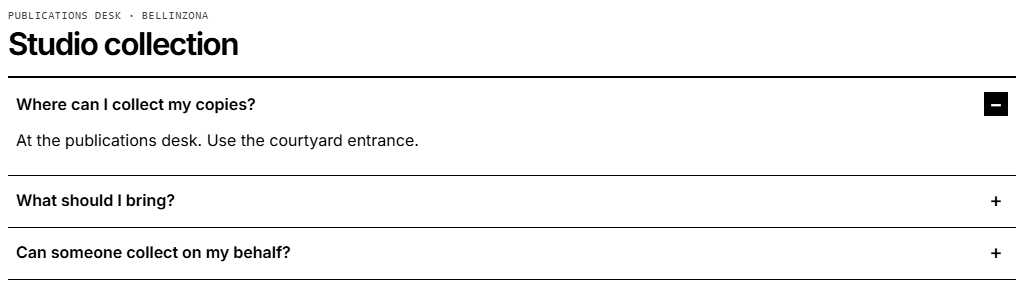 PUBLICATIONS DESK · BELLINZONA
Studio collection
Where can I collect my copies?
−
At the publications desk. Use the courtyard entrance.
What should I bring?
+
Can someone collect on my behalf?
+